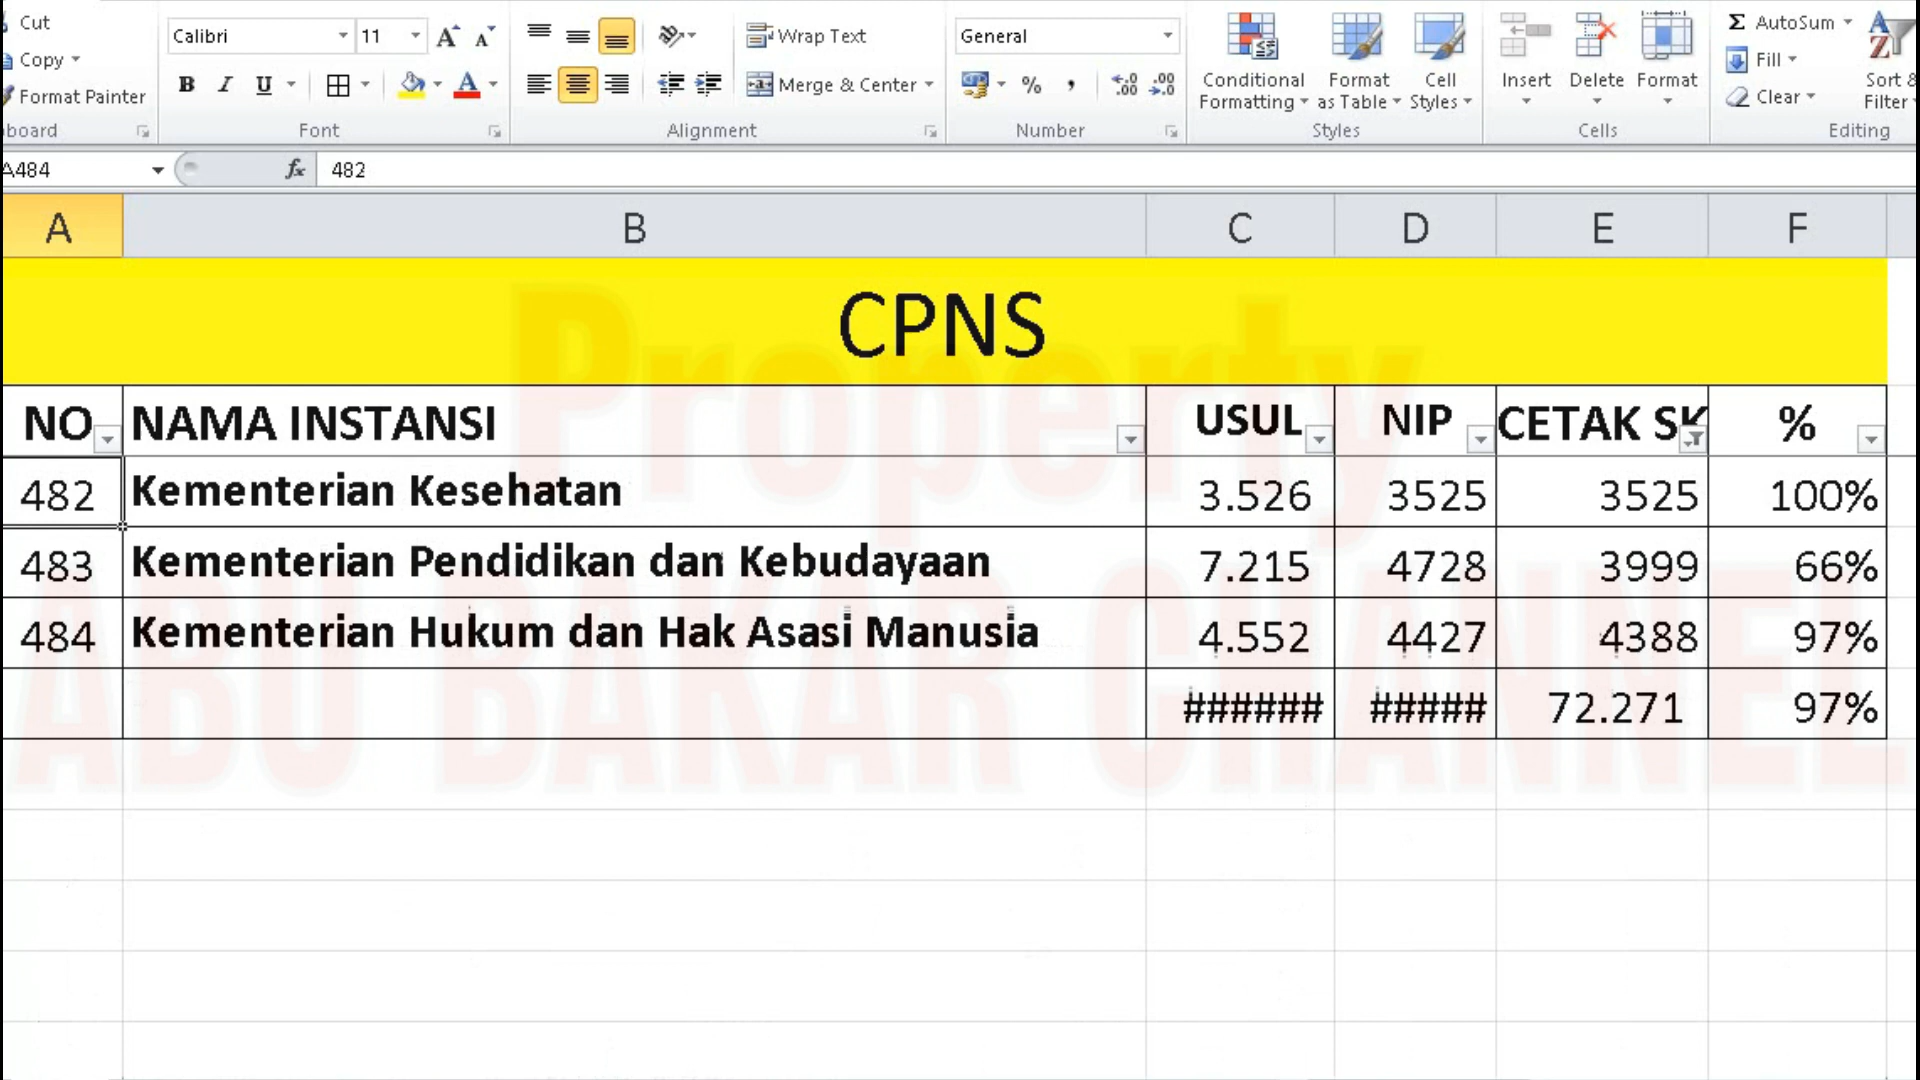 Cut
Copy
Format Painter
board
Calibri 11
B I U
Font
Wrap Text
Merge & Center
Alignment
General
%
Number
Conditional Formatting
Format as Table
Cell Styles
Styles
Insert Delete Format
Cells
AutoSum
Fill
Clear
Sort &
Filter
Editing
A484 fx 482
A B C D E F
CPNS
NO NAMA INSTANSI USUL NIP CETAK SK %
482 Kementerian Kesehatan 3.526 3525 3525 100%
483 Kementerian Pendidikan dan Kebudayaan 7.215 4728 3999 66%
484 Kementerian Hukum dan Hak Asasi Manusia 4.552 4427 4388 97%
###### ##### 72.271 97%
Property
ABU BAKAR CHANNEL